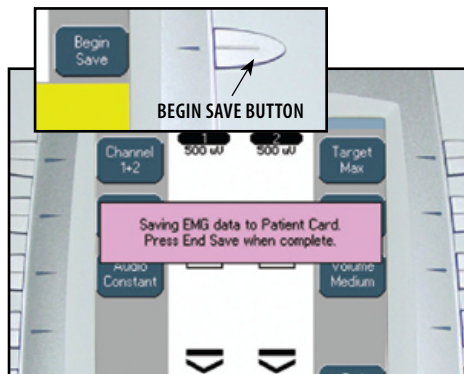 Begin
Save
BEGIN SAVE BUTTON
Channel
1+2
1
500 uV
2
500 uV
Target
Max
Saving EMG data to Patient Card.
Press End Save when complete.
Audio
Constant
Volume
Medium